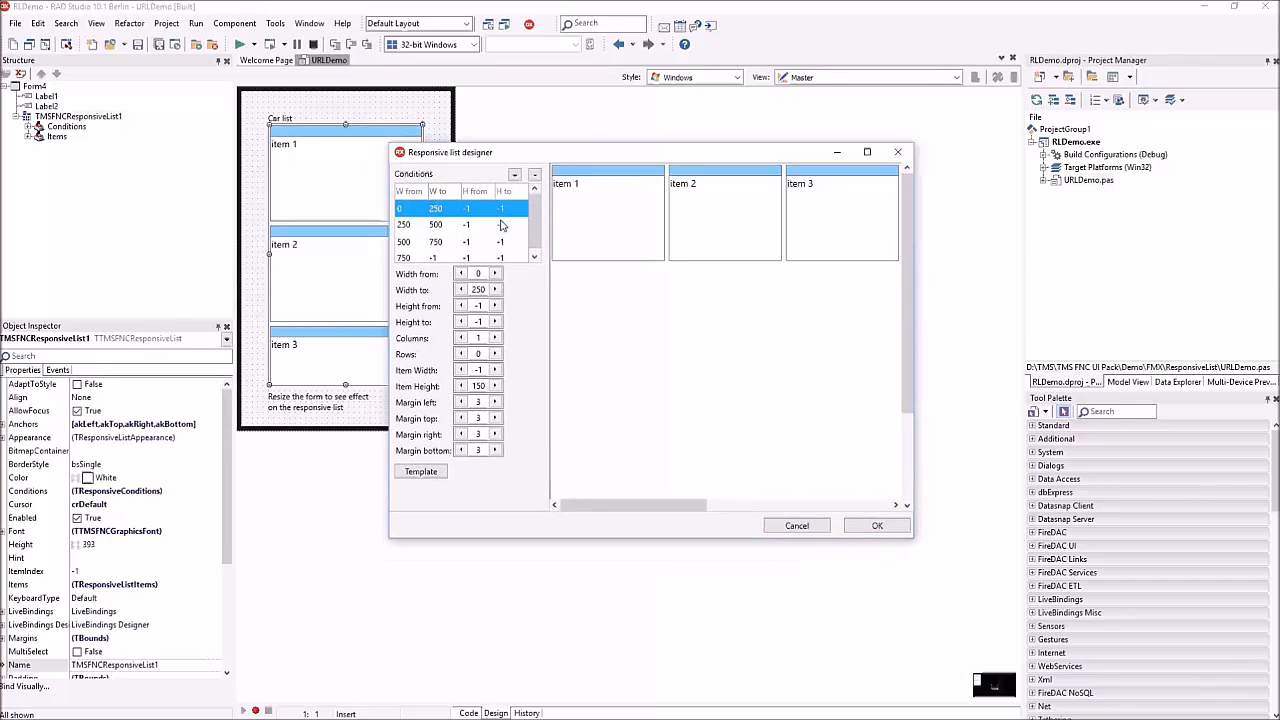 RLDemo - RAD Studio 10.1 Berlin - URLDemo [Built]
File Edit Search View Refactor Project Run Component Tools Window Help Default Layout Search
32-bit Windows
Structure
Form4
Label1
Label2
TMSFNCResponsiveList1
Conditions
Items
Welcome Page URLDemo
Style: Windows View: Master
Car list
item 1
item 2
item 3
Resize the form to see effect
on the responsive list
Responsive list designer
Conditions + -
W from W to H from H to
0 250 -1 -1
250 500 -1
500 750 -1 -1
750 -1 -1 -1
Width from: 0
Width to: 250
Height from: -1
Height to: -1
Columns: 1
Rows: 0
Item Width: -1
Item Height: 150
Margin left: 3
Margin top: 3
Margin right: 3
Margin bottom: 3
Template
item 1 item 2 item 3
Cancel OK
Object Inspector
TMSFNCResponsiveList1 TTMSFNCResponsiveList
Search
Properties Events
AdaptToStyle False
Align None
AllowFocus True
Anchors [akLeft,akTop,akRight,akBottom]
Appearance (TResponsiveListAppearance)
BitmapContainer
BorderStyle bsSingle
Color White
Conditions (TResponsiveConditions)
Cursor crDefault
Enabled True
Font (TTMSFNCGraphicsFont)
Height 393
Hint
ItemIndex -1
Items (TResponsiveListItems)
KeyboardType Default
LiveBindings LiveBindings
LiveBindings Des LiveBindings Designer
Margins (TBounds)
MultiSelect False
Name TMSFNCResponsiveList1
Padding (TBounds)
Bind Visually...
All shown
1: 1 Insert Code Design History
RLDemo.dproj - Project Manager
File
ProjectGroup1
RLDemo.exe
Build Configurations (Debug)
Target Platforms (Win32)
URLDemo.pas
D:\TMS\TMS FNC UI Pack\Demo\FMX\ResponsiveList\URLDemo.pas
RLDemo.dproj - P... Model View Data Explorer Multi-Device Prev...
Tool Palette
Search
Standard
Additional
System
Dialogs
Data Access
dbExpress
Datasnap Client
Datasnap Server
FireDAC
FireDAC UI
FireDAC Links
FireDAC Services
FireDAC ETL
LiveBindings
LiveBindings Misc
Sensors
Gestures
Internet
WebServices
Xml
FireDAC NoSQL
Net